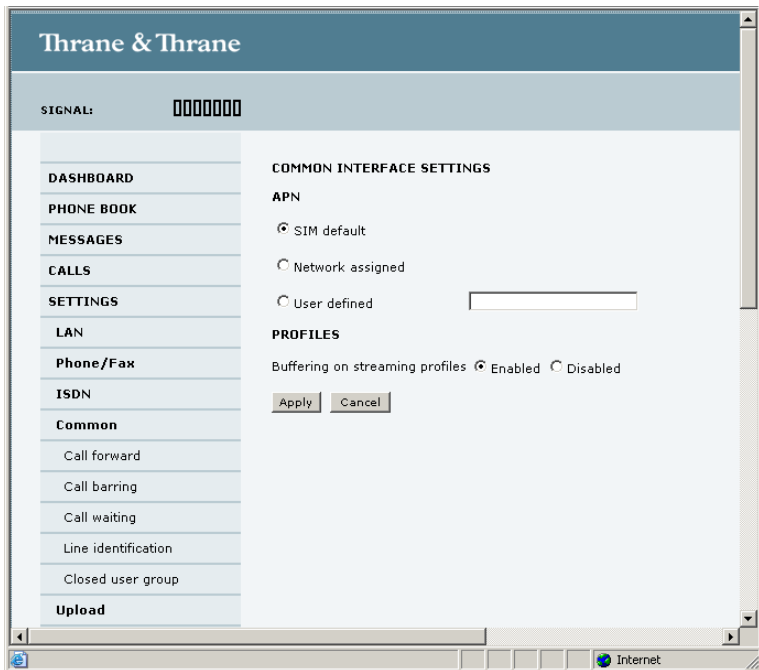 Thrane & Thrane
SIGNAL:
DASHBOARD
PHONE BOOK
MESSAGES
CALLS
SETTINGS
LAN
Phone/Fax
ISDN
Common
Call forward
Call barring
Call waiting
Line identification
Closed user group
Upload
COMMON INTERFACE SETTINGS
APN
SIM default
Network assigned
User defined
PROFILES
Buffering on streaming profiles Enabled Disabled
Apply Cancel
Internet